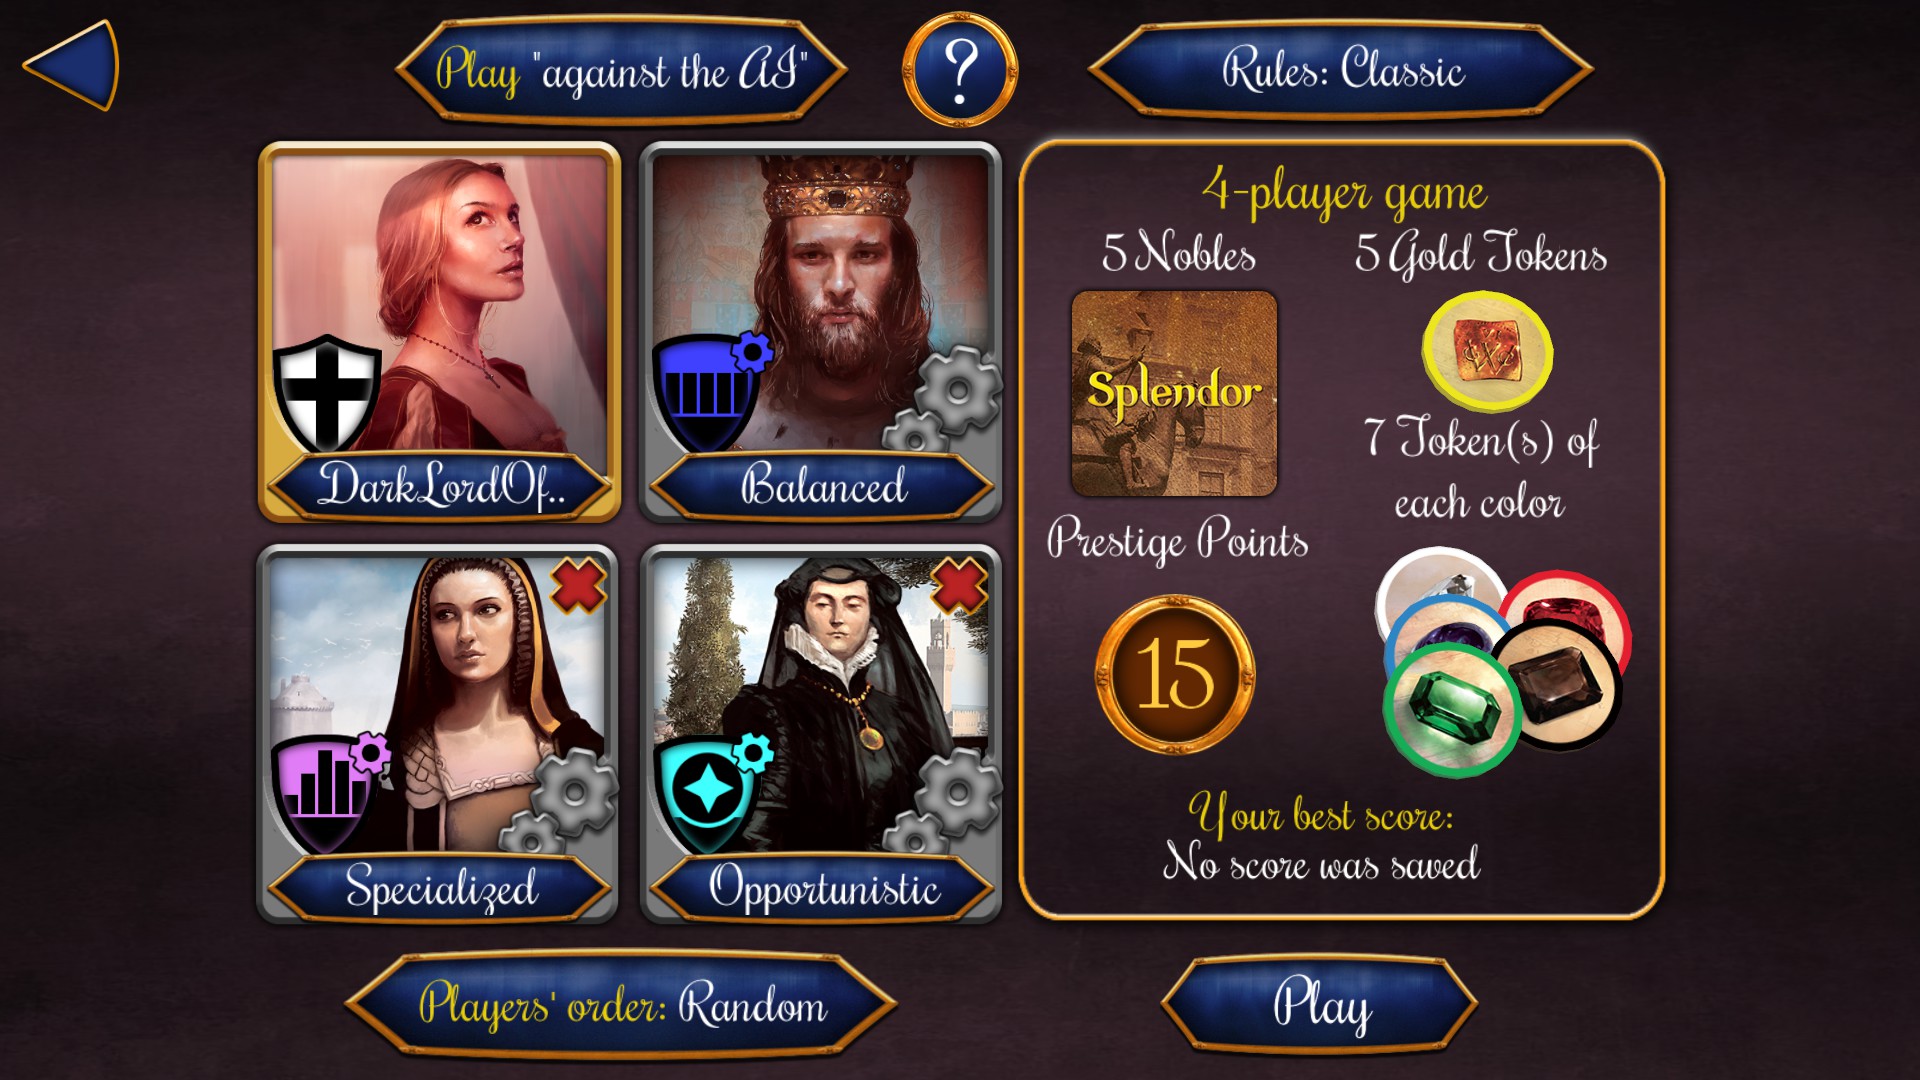 Play "against the AI"
?
Rules: Classic
DarkLordOf..
Balanced
Specialized
Opportunistic
4-player game
5 Nobles
5 Gold Tokens
Splendor
7 Token(s) of
each color
Prestige Points
15
Your best score:
No score was saved
Players' order: Random
Play